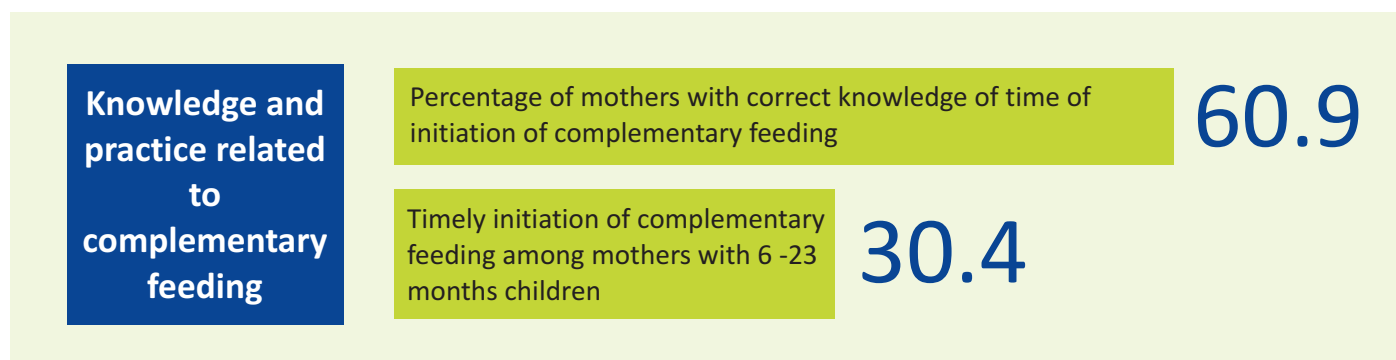 Knowledge and
practice related
to
complementary
feeding
Percentage of mothers with correct knowledge of time of
initiation of complementary feeding
60.9
Timely initiation of complementary
feeding among mothers with 6 -23
months children
30.4